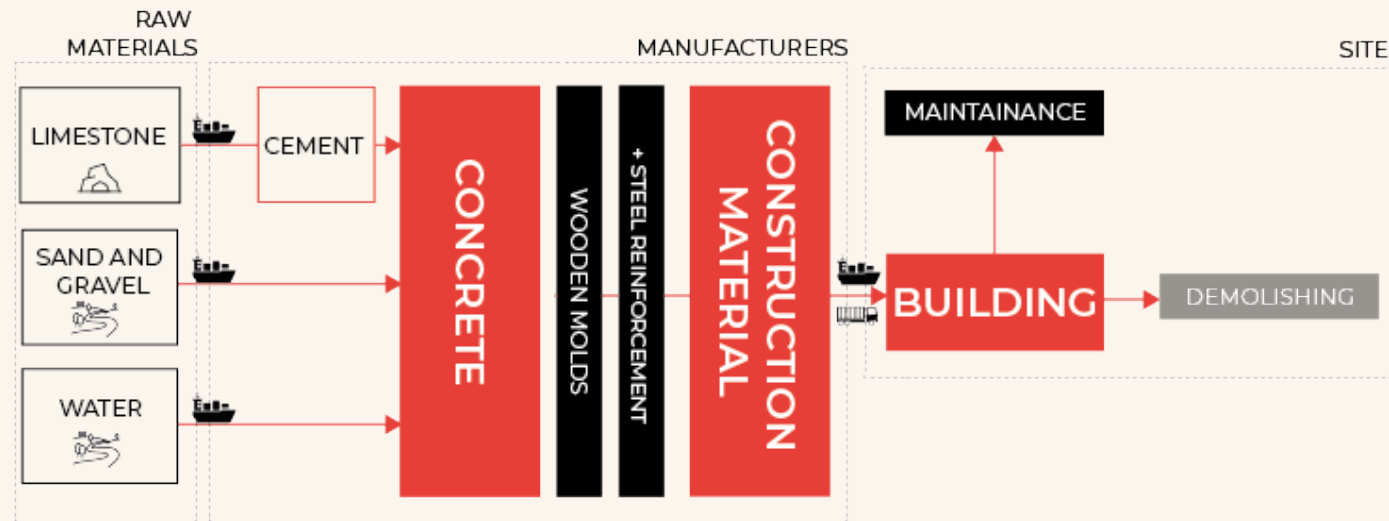 RAW
MATERIALS
MANUFACTURERS
SITE
LIMESTONE
CEMENT
SAND AND
GRAVEL
WATER
CONCRETE
WOODEN MOLDS
+ STEEL REINFORCEMENT
CONSTRUCTION
MATERIAL
MAINTAINANCE
BUILDING
DEMOLISHING